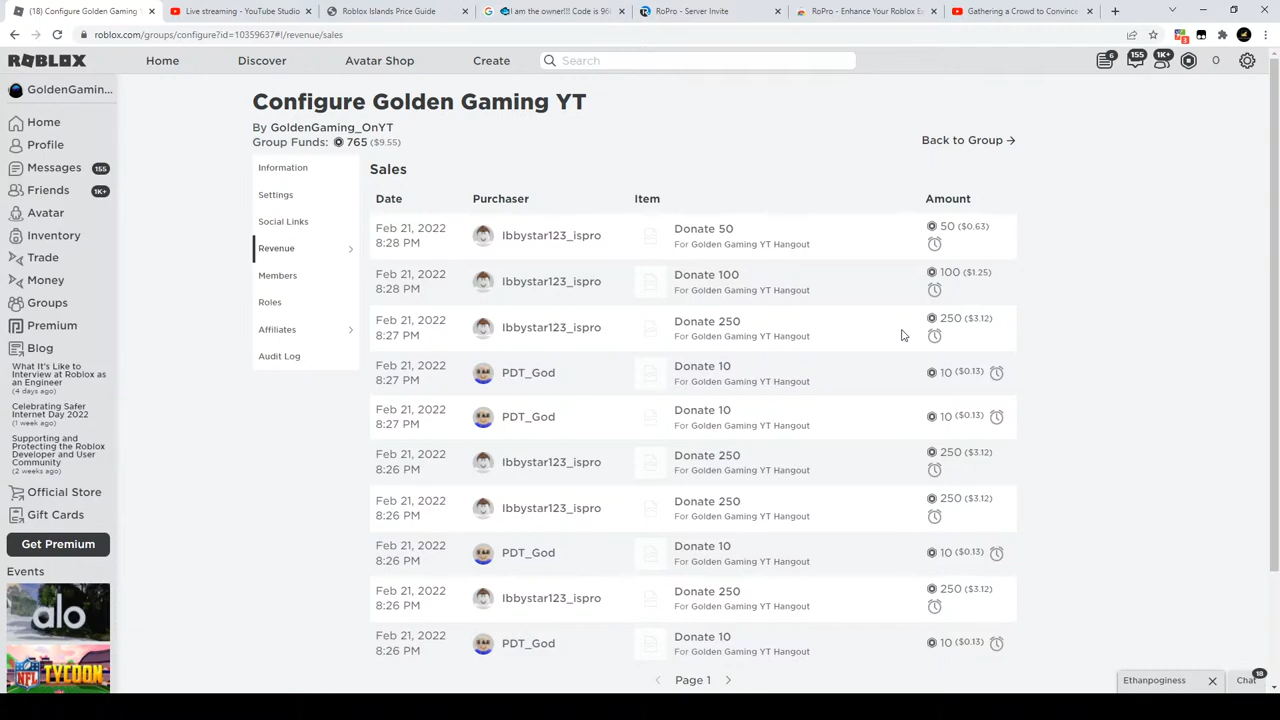 (18) Configure Golden Gaming Y
Live streaming - YouTube Studio
Roblox Islands Price Guide
I am the owner!!! Code is 96
RoPro - Server Invite
RoPro - Enhance Your Roblox E
Gathering a Crowd to Convince
roblox.com/groups/configure?id=10359637#!/revenue/sales
ROBLOX
Home
Discover
Avatar Shop
Create
Search
6
155
1K+
0
GoldenGamin...
Home
Profile
Messages 155
Friends 1K+
Avatar
Inventory
Trade
Money
Groups
Premium
Blog
What It's Like to
Interview at Roblox as
an Engineer
(4 days ago)
Celebrating Safer
Internet Day 2022
(1 week ago)
Supporting and
Protecting the Roblox
Developer and User
Community
(2 weeks ago)
Official Store
Gift Cards
Get Premium
Events
alo
NFL
TYCOON
Configure Golden Gaming YT
By GoldenGaming_OnYT
Group Funds: 765 ($9.55)
Back to Group
Information
Settings
Social Links
Revenue
Members
Roles
Affiliates
Audit Log
Sales
Date Purchaser Item Amount
Feb 21, 2022
8:28 PM
Ibbystar123_ispro
Donate 50
For Golden Gaming YT Hangout
50 ($0.63)
Feb 21, 2022
8:28 PM
Ibbystar123_ispro
Donate 100
For Golden Gaming YT Hangout
100 ($1.25)
Feb 21, 2022
8:27 PM
Ibbystar123_ispro
Donate 250
For Golden Gaming YT Hangout
250 ($3.12)
Feb 21, 2022
8:27 PM
PDT_God
Donate 10
For Golden Gaming YT Hangout
10 ($0.13)
Feb 21, 2022
8:27 PM
PDT_God
Donate 10
For Golden Gaming YT Hangout
10 ($0.13)
Feb 21, 2022
8:26 PM
Ibbystar123_ispro
Donate 250
For Golden Gaming YT Hangout
250 ($3.12)
Feb 21, 2022
8:26 PM
Ibbystar123_ispro
Donate 250
For Golden Gaming YT Hangout
250 ($3.12)
Feb 21, 2022
8:26 PM
PDT_God
Donate 10
For Golden Gaming YT Hangout
10 ($0.13)
Feb 21, 2022
8:26 PM
Ibbystar123_ispro
Donate 250
For Golden Gaming YT Hangout
250 ($3.12)
Feb 21, 2022
8:26 PM
PDT_God
Donate 10
For Golden Gaming YT Hangout
10 ($0.13)
Page 1
Ethanpoginess
Chat
18